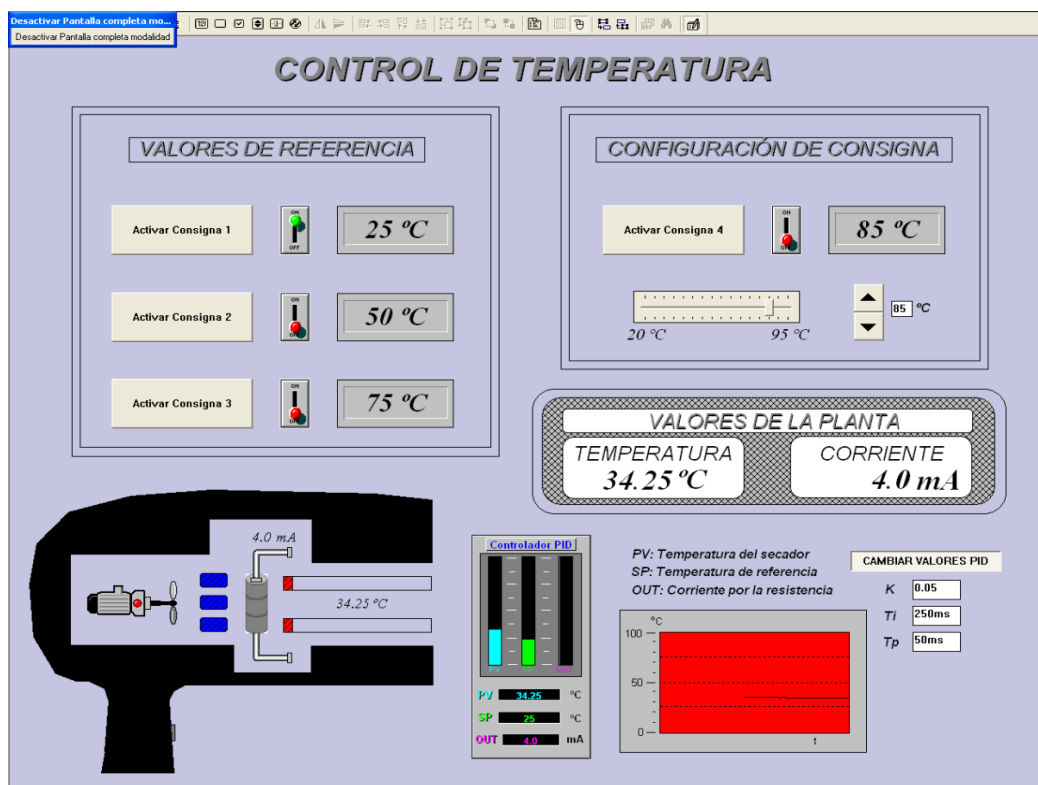 Desactivar Pantalla completa mo...
Desactivar Pantalla completa modalidad
CONTROL DE TEMPERATURA
VALORES DE REFERENCIA
Activar Consigna 1
ON
OFF
25 ºC
Activar Consigna 2
ON
50 ºC
Activar Consigna 3
ON
75 ºC
CONFIGURACIÓN DE CONSIGNA
Activar Consigna 4
ON
85 ºC
20 ºC
95 ºC
85 ºC
VALORES DE LA PLANTA
TEMPERATURA
34.25 ºC
CORRIENTE
4.0 mA
4.0 mA
34.25 ºC
Controlador PID
PV
SP
PV 34.25 ºC
SP 25 ºC
OUT 4.0 mA
PV: Temperatura del secador
SP: Temperatura de referencia
OUT: Corriente por la resistencia
CAMBIAR VALORES PID
K 0.05
Ti 250ms
Tp 50ms
ºC
100
50
0
t